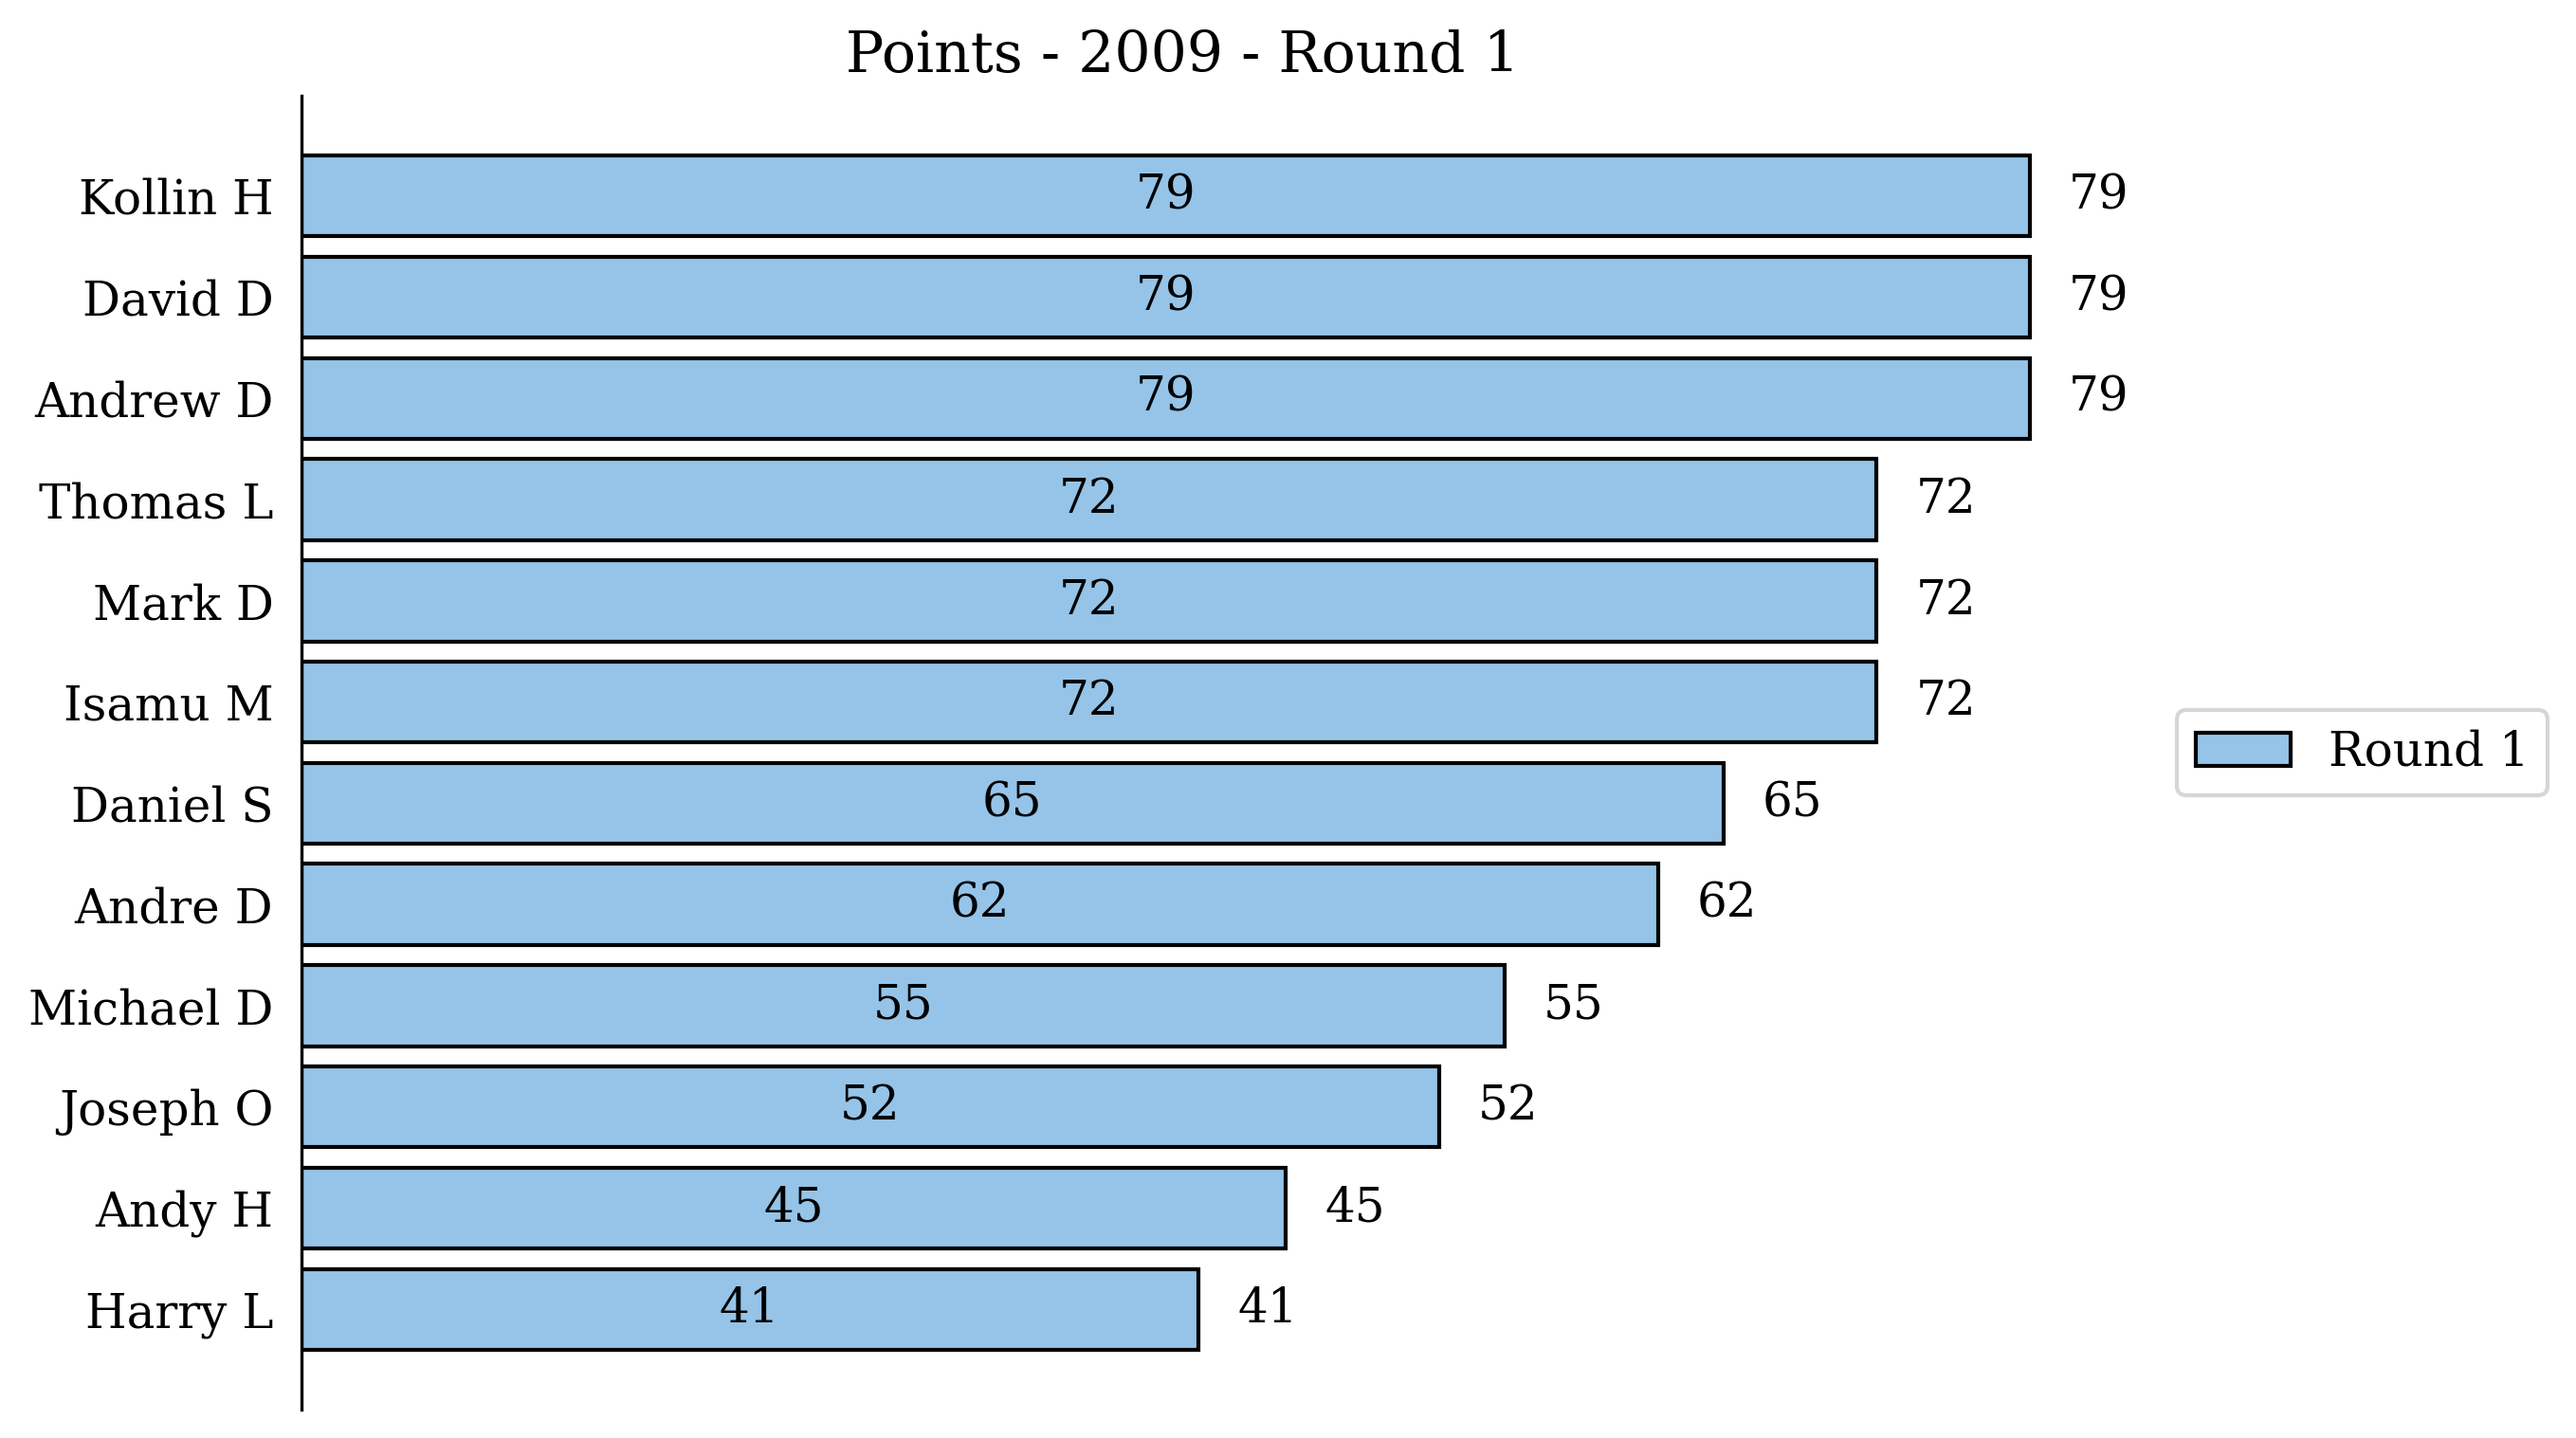 Points - 2009 - Round 1
Kollin H 79 79
David D 79 79
Andrew D 79 79
Thomas L 72 72
Mark D 72 72
Isamu M 72 72
Round 1
Daniel S 65 65
Andre D 62 62
Michael D 55 55
Joseph O 52 52
Andy H 45 45
Harry L 41 41